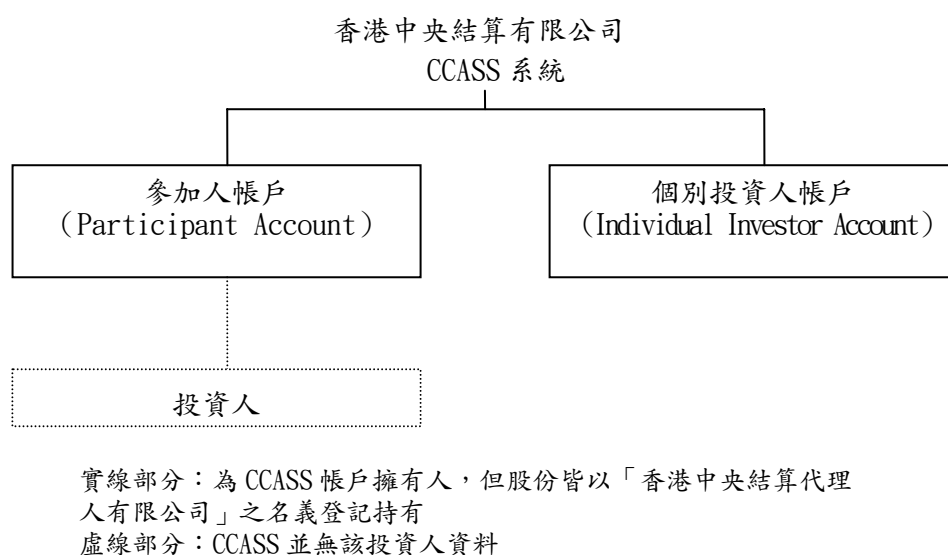 香港中央結算有限公司
CCASS 系統
參加人帳戶
（Participant Account）
個別投資人帳戶
（Individual Investor Account）
投資人
實線部分：為 CCASS 帳戶擁有人，但股份皆以「香港中央結算代理
人有限公司」之名義登記持有
虛線部分：CCASS 並無該投資人資料